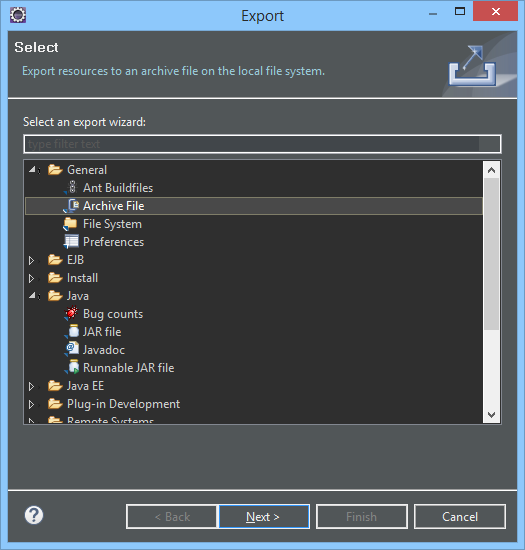 Export
Select
Export resources to an archive file on the local file system.
Select an export wizard:
type filter text
General
Ant Buildfiles
Archive File
File System
Preferences
EJB
Install
Java
Bug counts
JAR file
Javadoc
Runnable JAR file
Java EE
Plug-in Development
Remote Systems
?
< Back
Next >
Finish
Cancel